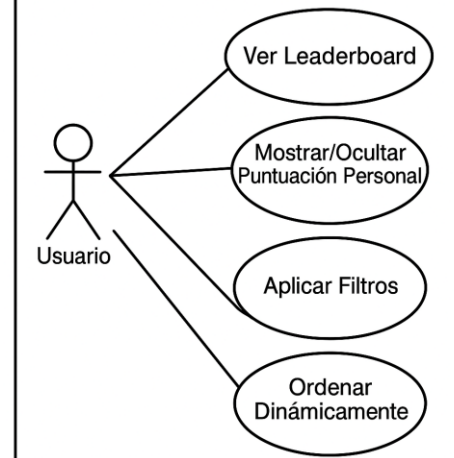 Ver Leaderboard
Mostrar/Ocultar
Puntuación Personal
Usuario
Aplicar Filtros
Ordenar
Dinámicamente